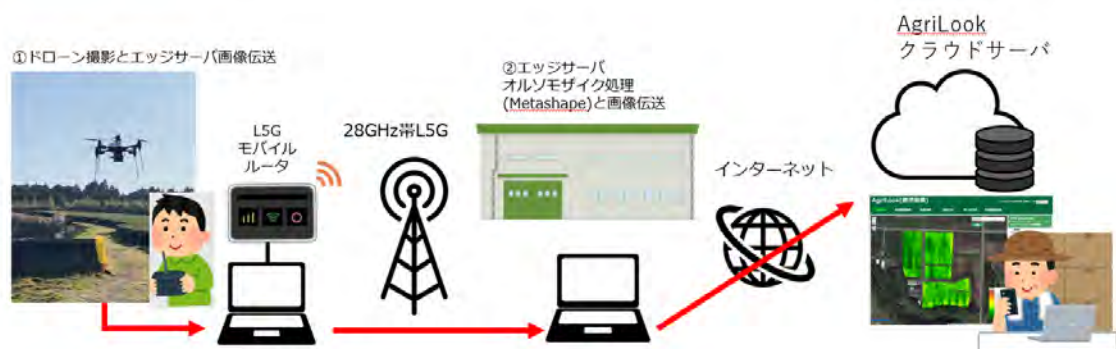 ①ドローン撮影とエッジサーバ画像伝送
L5G
モバイル
ルータ
28GHz帯L5G
②エッジサーバ
オルソモザイク処理
(Metashape)と画像伝送
インターネット
AgriLook
クラウドサーバ